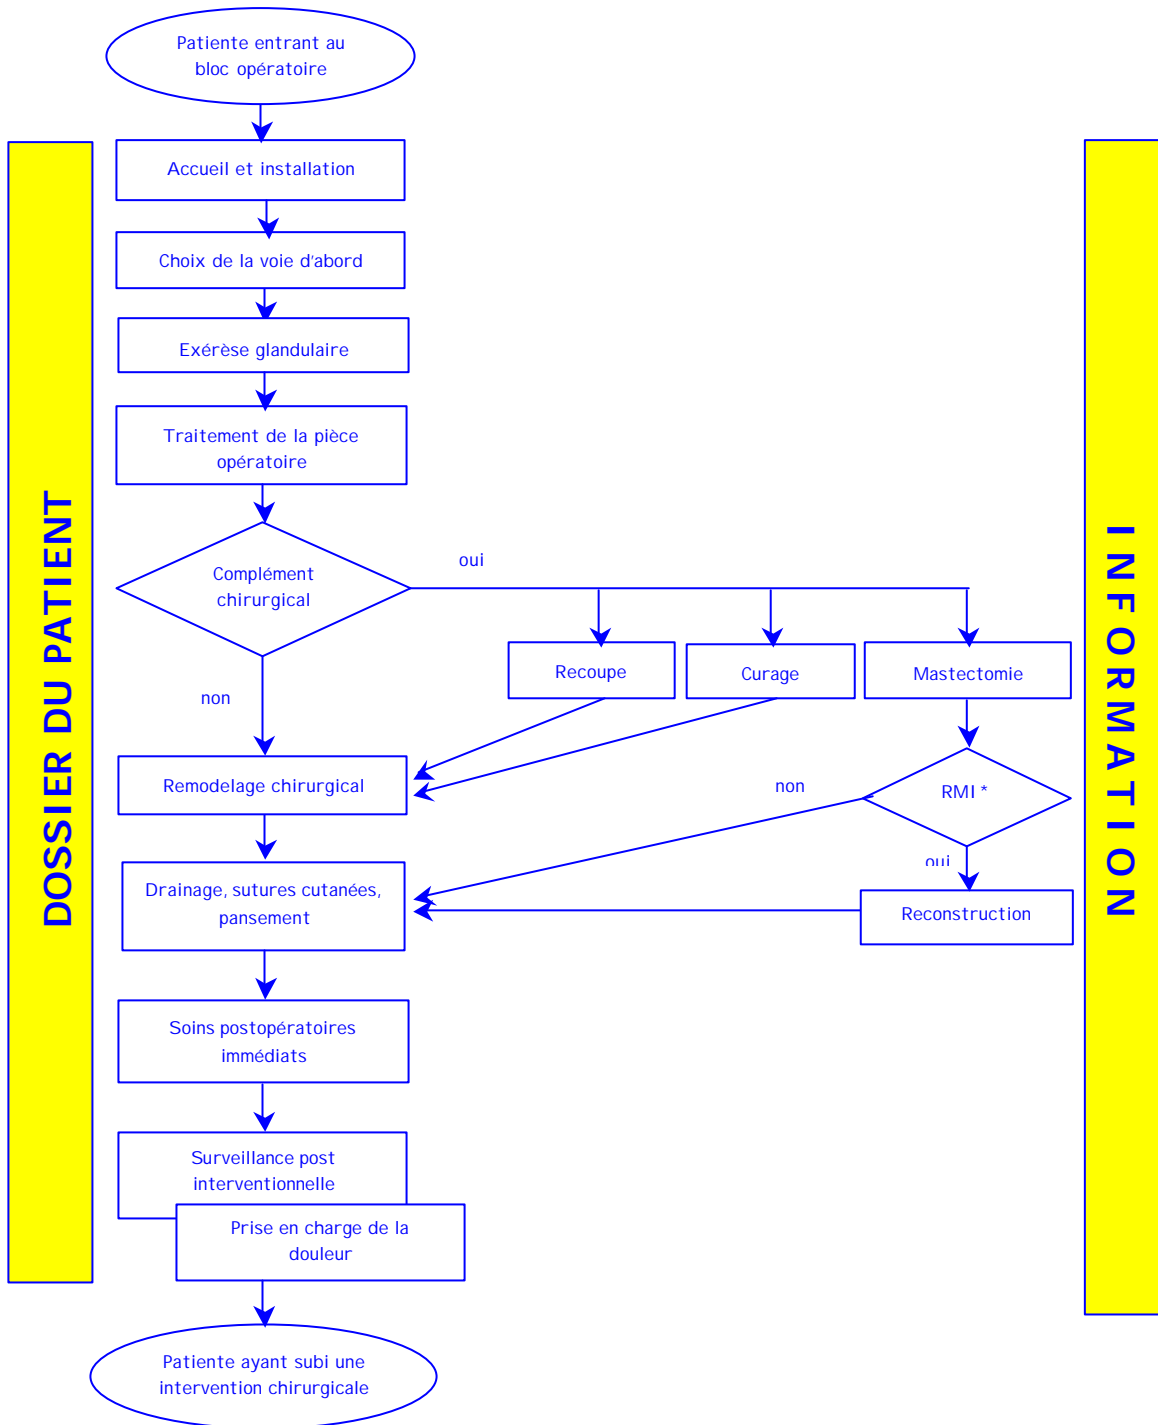 Patiente entrant au
bloc opératoire
Accueil et installation
Choix de la voie d'abord
Exérèse glandulaire
Traitement de la pièce
opératoire
Complément
chirurgical
oui
non
Recoupe
Curage
Mastectomie
Remodelage chirurgical
non
RMI *
oui
Drainage, sutures cutanées,
pansement
Reconstruction
Soins postopératoires
immédiats
Surveillance post
interventionnelle
Prise en charge de la
douleur
Patiente ayant subi une
intervention chirurgicale
DOSSIER DU PATIENT
INFORMATION